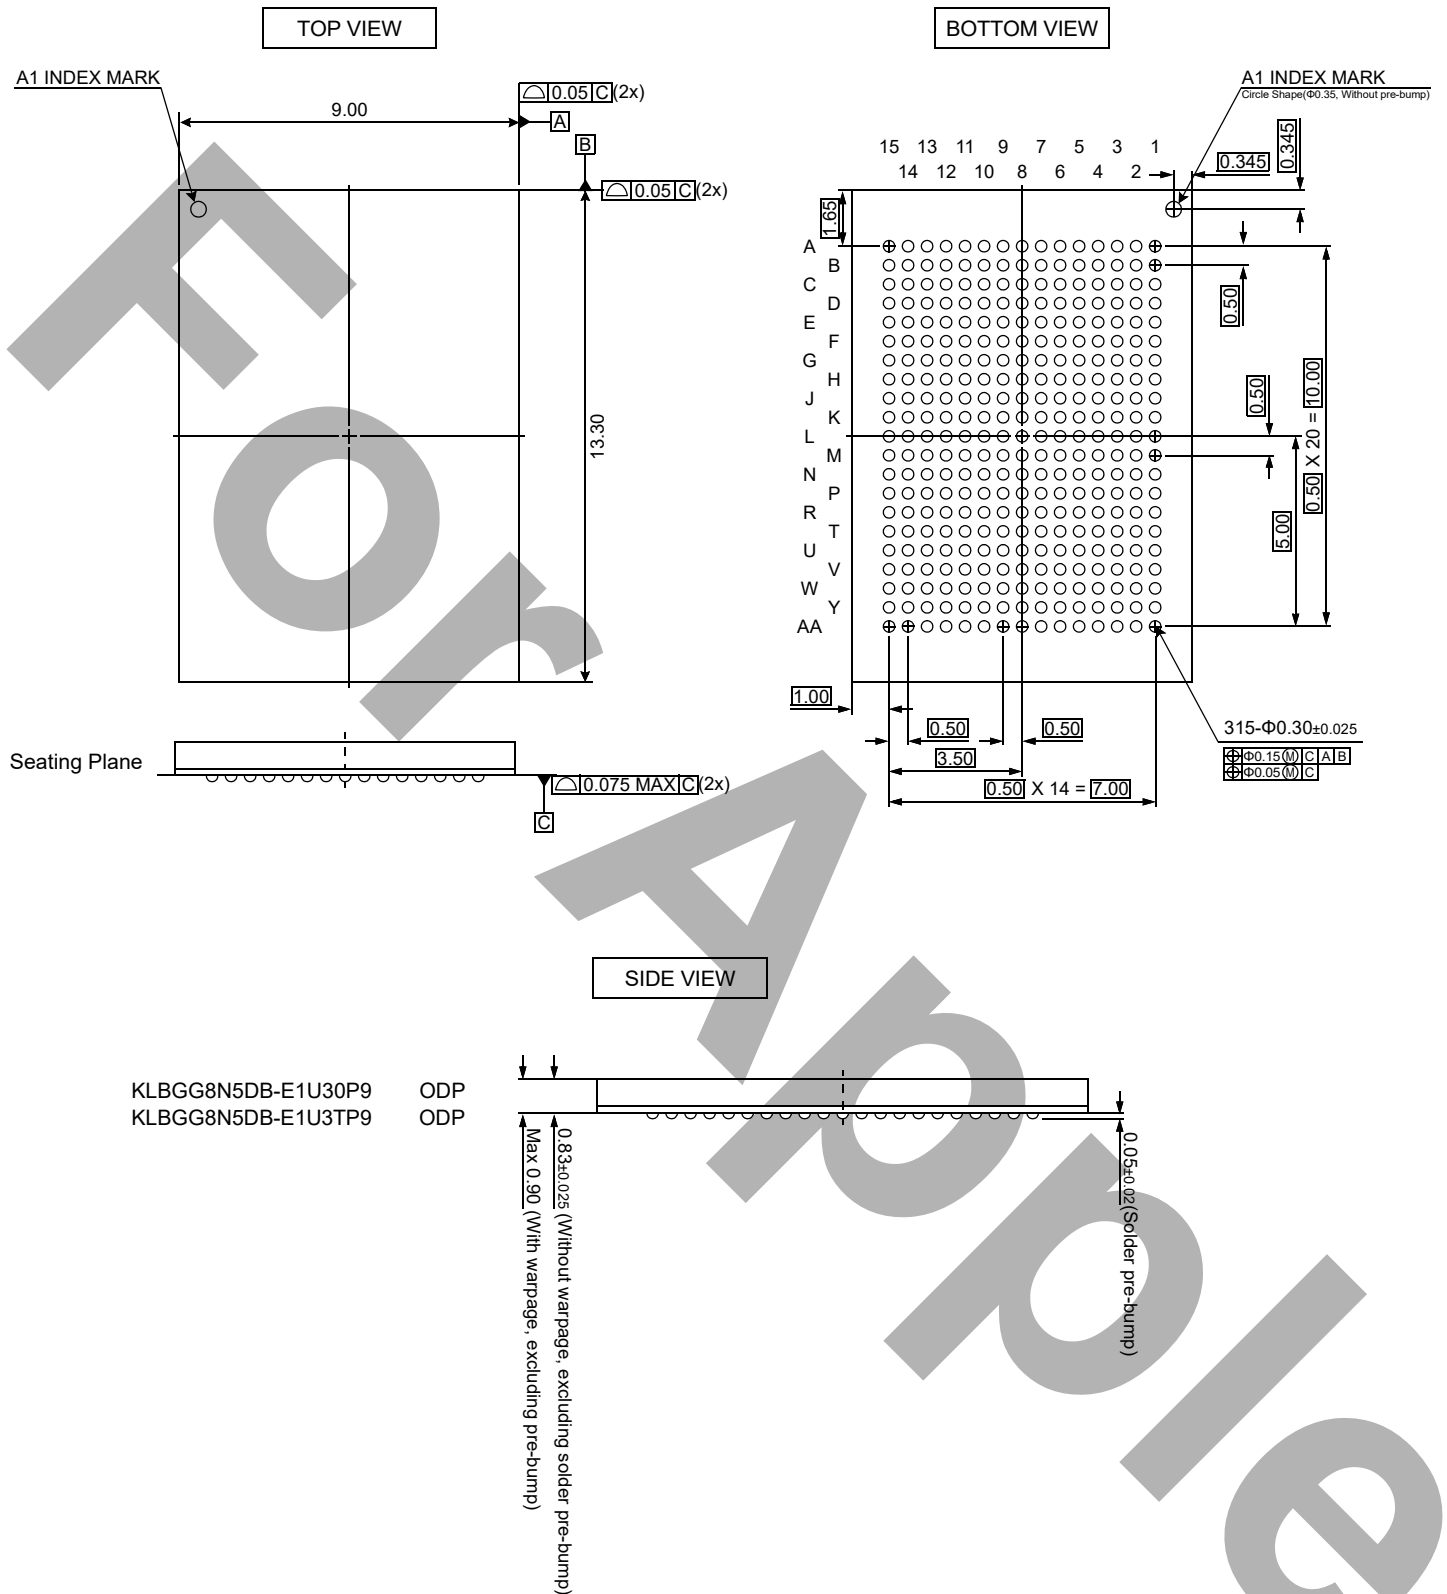 TOP VIEW
BOTTOM VIEW
A1 INDEX MARK
0.05 C (2x)
9.00
A
B
0.05 C (2x)
13.30
A1 INDEX MARK
Circle Shape(Φ0.35, Without pre-bump)
0.345
0.345
15 13 11 9 7 5 3 1
14 12 10 8 6 4 2
1.65
A
B
C
D
E
F
G
H
J
K
L
M
N
P
R
T
U
V
W
Y
AA
0.50
0.50
0.50 X 20 = 10.00
5.00
1.00
0.50
0.50
3.50
0.50 X 14 = 7.00
315-Φ0.30±0.025
Φ0.15 Ⓜ C A B
Φ0.05 Ⓜ C
Seating Plane
0.075 MAX C (2x)
C
SIDE VIEW
KLBGG8N5DB-E1U30P9 ODP
KLBGG8N5DB-E1U3TP9 ODP
Max 0.90 (With warpage, excluding pre-bump)
0.83±0.025 (Without warpage, excluding solder pre-bump)
0.05±0.02(Solder pre-bump)
For Apple